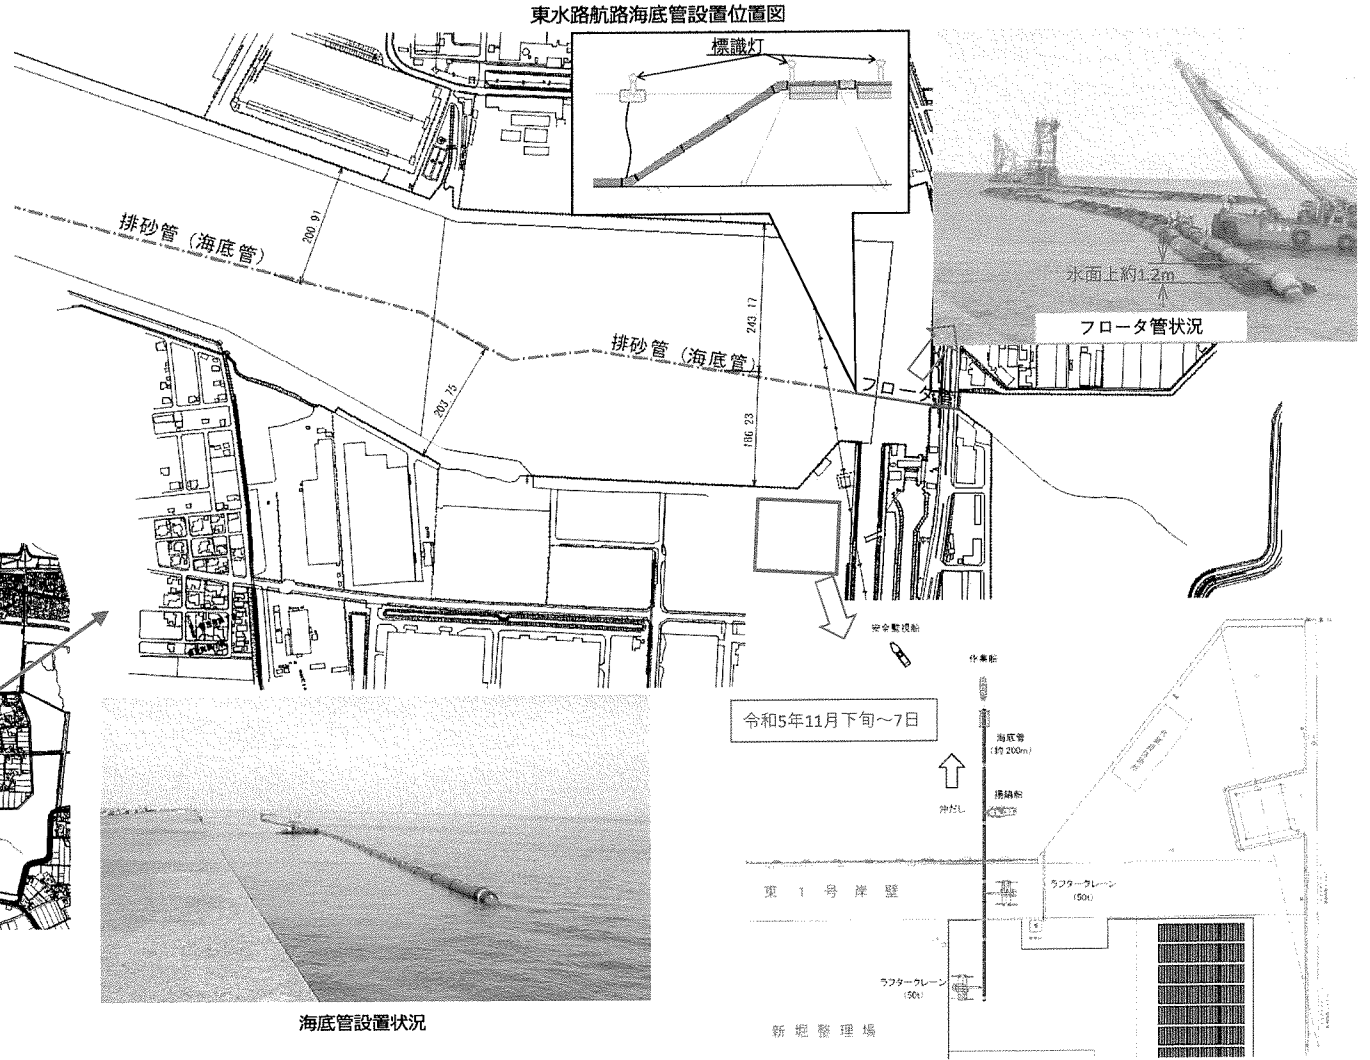 東水路航路海底管設置位置図
標識灯
排砂管（海底管）
200.91
243.17
水面上約1.2m
フロータ管状況
排砂管（海底管）
フロータ管
203.75
186.23
安全監視船
作業船
令和5年11月下旬～7日
海底管
（約200m）
揚錨船
沖だし
東1号岸壁
ラフタークレーン
(50t)
ラフタークレーン
(50t)
新堀整理場
海底管設置状況